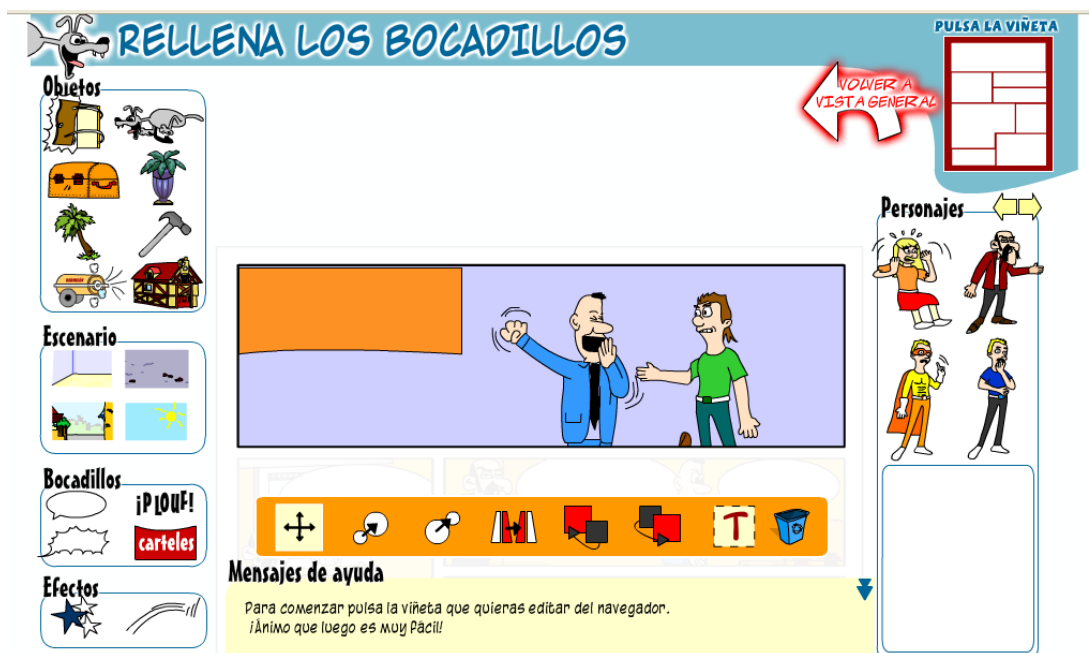 RELLENA LOS BOCADILLOS
PULSA LA VIÑETA
VOLVER A
VISTA GENERAL
Objetos
Personajes
Escenario
Bocadillos
¡PLOUF!
carteles
Efectos
Mensajes de ayuda
Para comenzar pulsa la viñeta que quieras editar del navegador.
¡Ánimo que luego es muy fácil!
T